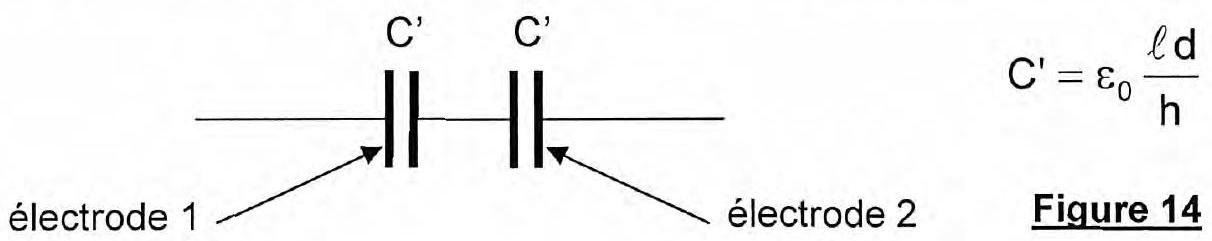 C' C'
C' = ε₀ ℓd / h
électrode 1
électrode 2
Figure 14